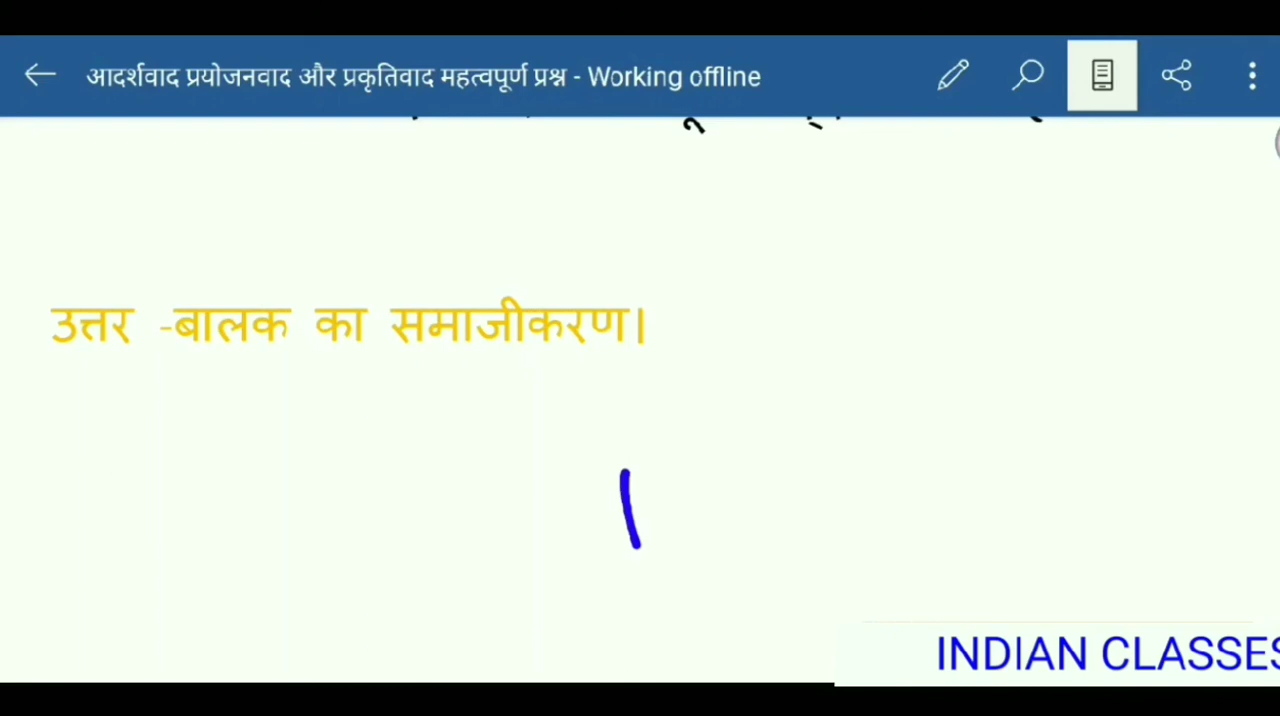 आदर्शवाद प्रयोजनवाद और प्रकृतिवाद महत्वपूर्ण प्रश्न - Working offline
उत्तर -बालक का समाजीकरण।
INDIAN CLASSES